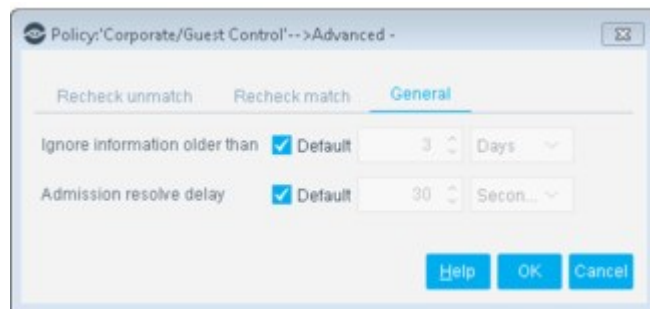 Policy:'Corporate/Guest Control'-->Advanced -
Recheck unmatch Recheck match General
Ignore information older than Default 3 Days
Admission resolve delay Default 30 Secon...
Help OK Cancel